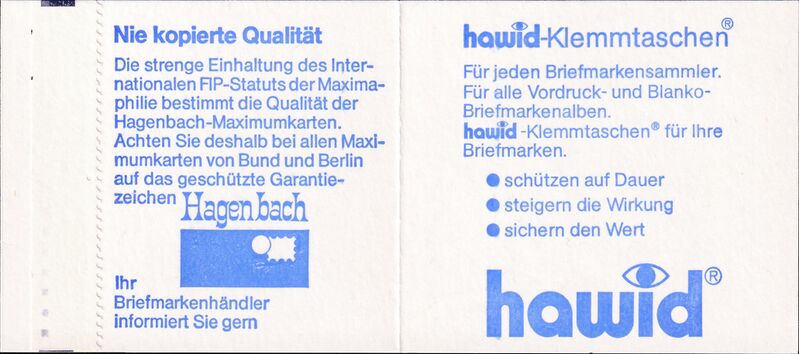 Nie kopierte Qualität
Die strenge Einhaltung des Inter-
nationalen FIP-Statuts der Maxima-
philie bestimmt die Qualität der
Hagenbach-Maximumkarten.
Achten Sie deshalb bei allen Maxi-
mumkarten von Bund und Berlin
auf das geschützte Garantie-
zeichen Hagenbach
Ihr
Briefmarkenhändler
informiert Sie gern
hawid-Klemmtaschen®
Für jeden Briefmarkensammler.
Für alle Vordruck- und Blanko-
Briefmarkenalben.
hawid-Klemmtaschen® für Ihre
Briefmarken.
● schützen auf Dauer
● steigern die Wirkung
● sichern den Wert
hawid®